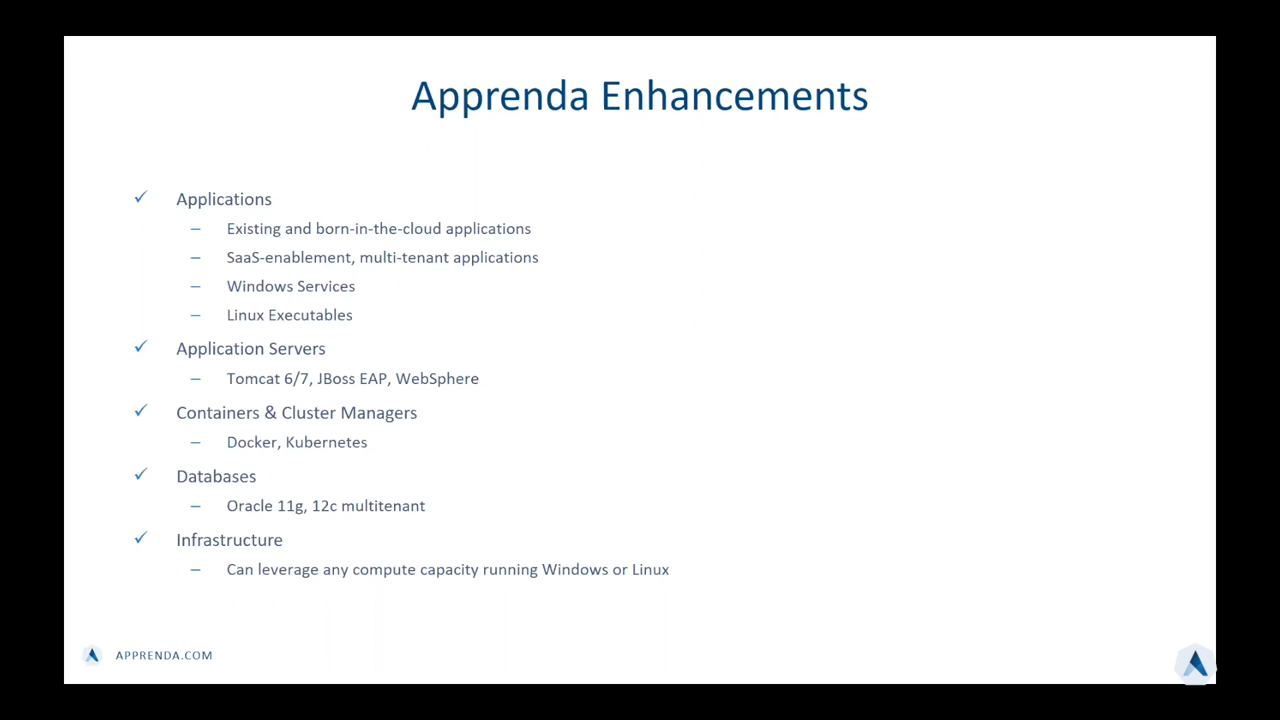 Apprenda Enhancements
✓ Applications
– Existing and born-in-the-cloud applications
– SaaS-enablement, multi-tenant applications
– Windows Services
– Linux Executables
✓ Application Servers
– Tomcat 6/7, JBoss EAP, WebSphere
✓ Containers & Cluster Managers
– Docker, Kubernetes
✓ Databases
– Oracle 11g, 12c multitenant
✓ Infrastructure
– Can leverage any compute capacity running Windows or Linux
APPRENDA.COM